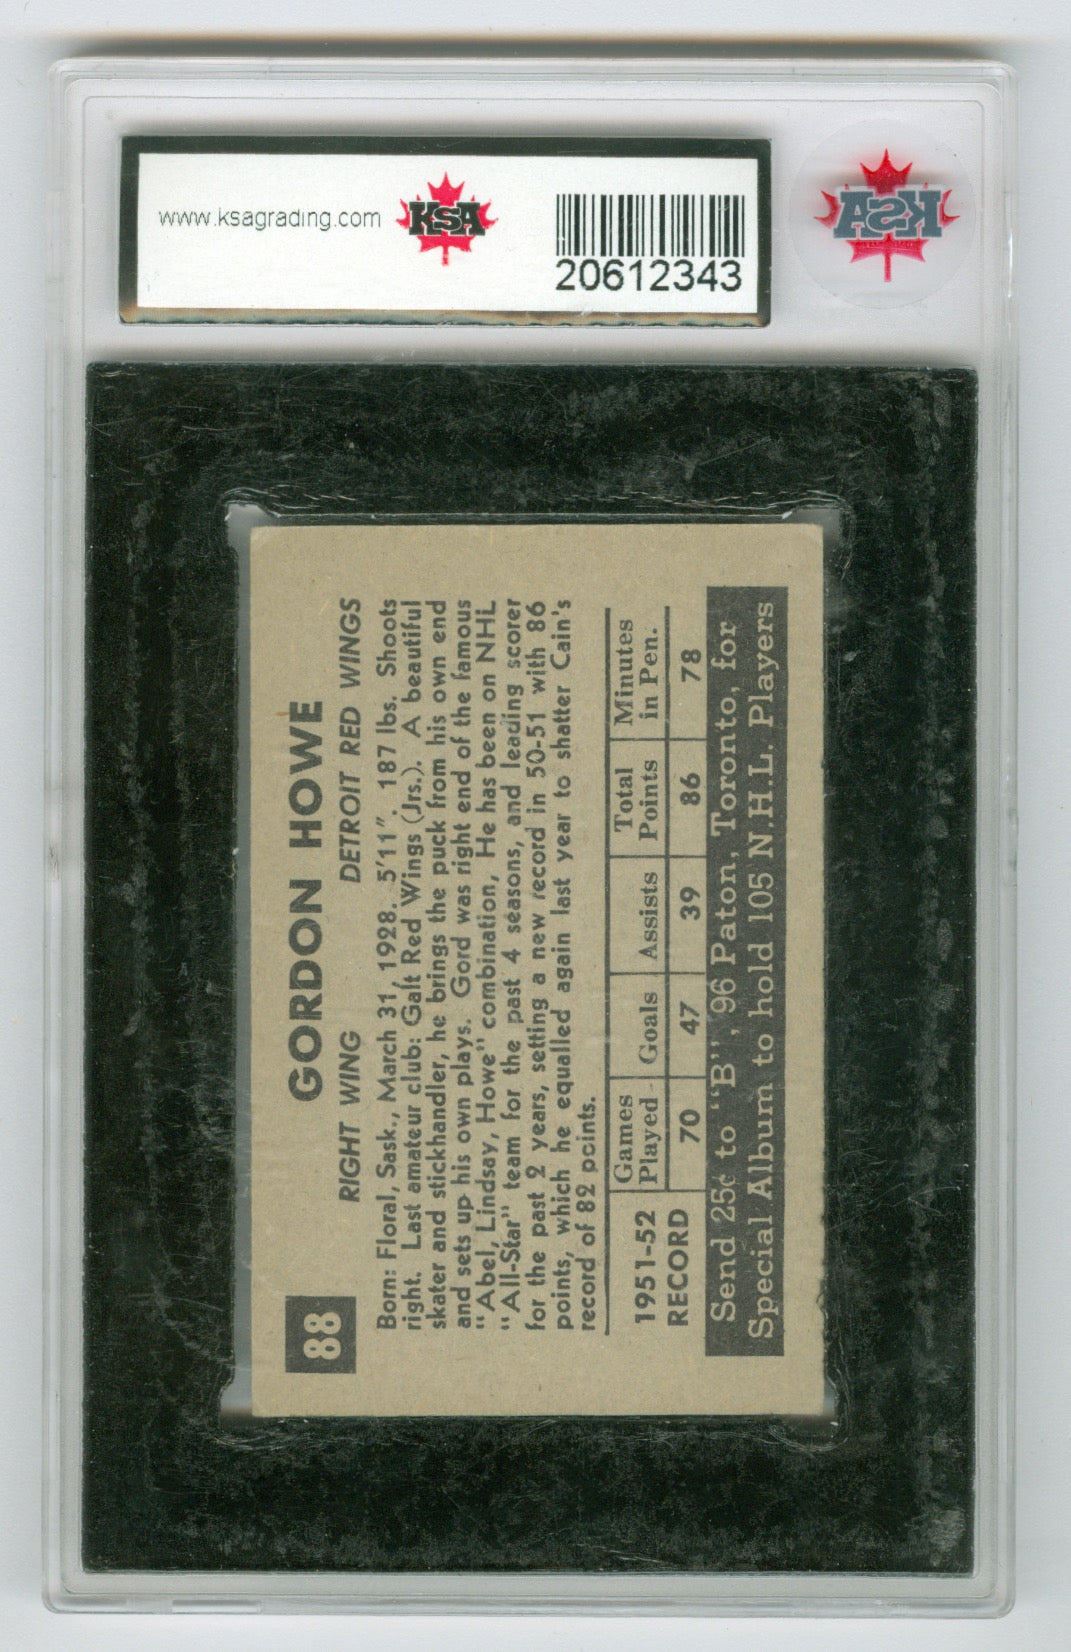 www.ksagrading.com
KSA
20612343
KSA
88
GORDON HOWE
RIGHT WING DETROIT RED WINGS
Born: Floral, Sask., March 31, 1928. 5'11". 187 lbs. Shoots
right. Last amateur club: Galt Red Wings (Jrs.). A beautiful
skater and stickhandler, he brings the puck from his own end
and sets up his own plays. Gord was right end of the famous
"Abel, Lindsay, Howe" combination, He has been on NHL
"All-Star" team for the past 4 seasons, and leading scorer
for the past 2 years, setting a new record in 50-51 with 86
points, which he equalled again last year to shatter Cain's
record of 82 points.
1951-52 RECORD
Games Played Goals Assists Total Points Minutes in Pen.
70 47 39 86 78
Send 25¢ to "B", 96 Paton, Toronto, for
Special Album to hold 105 N.H.L. Players